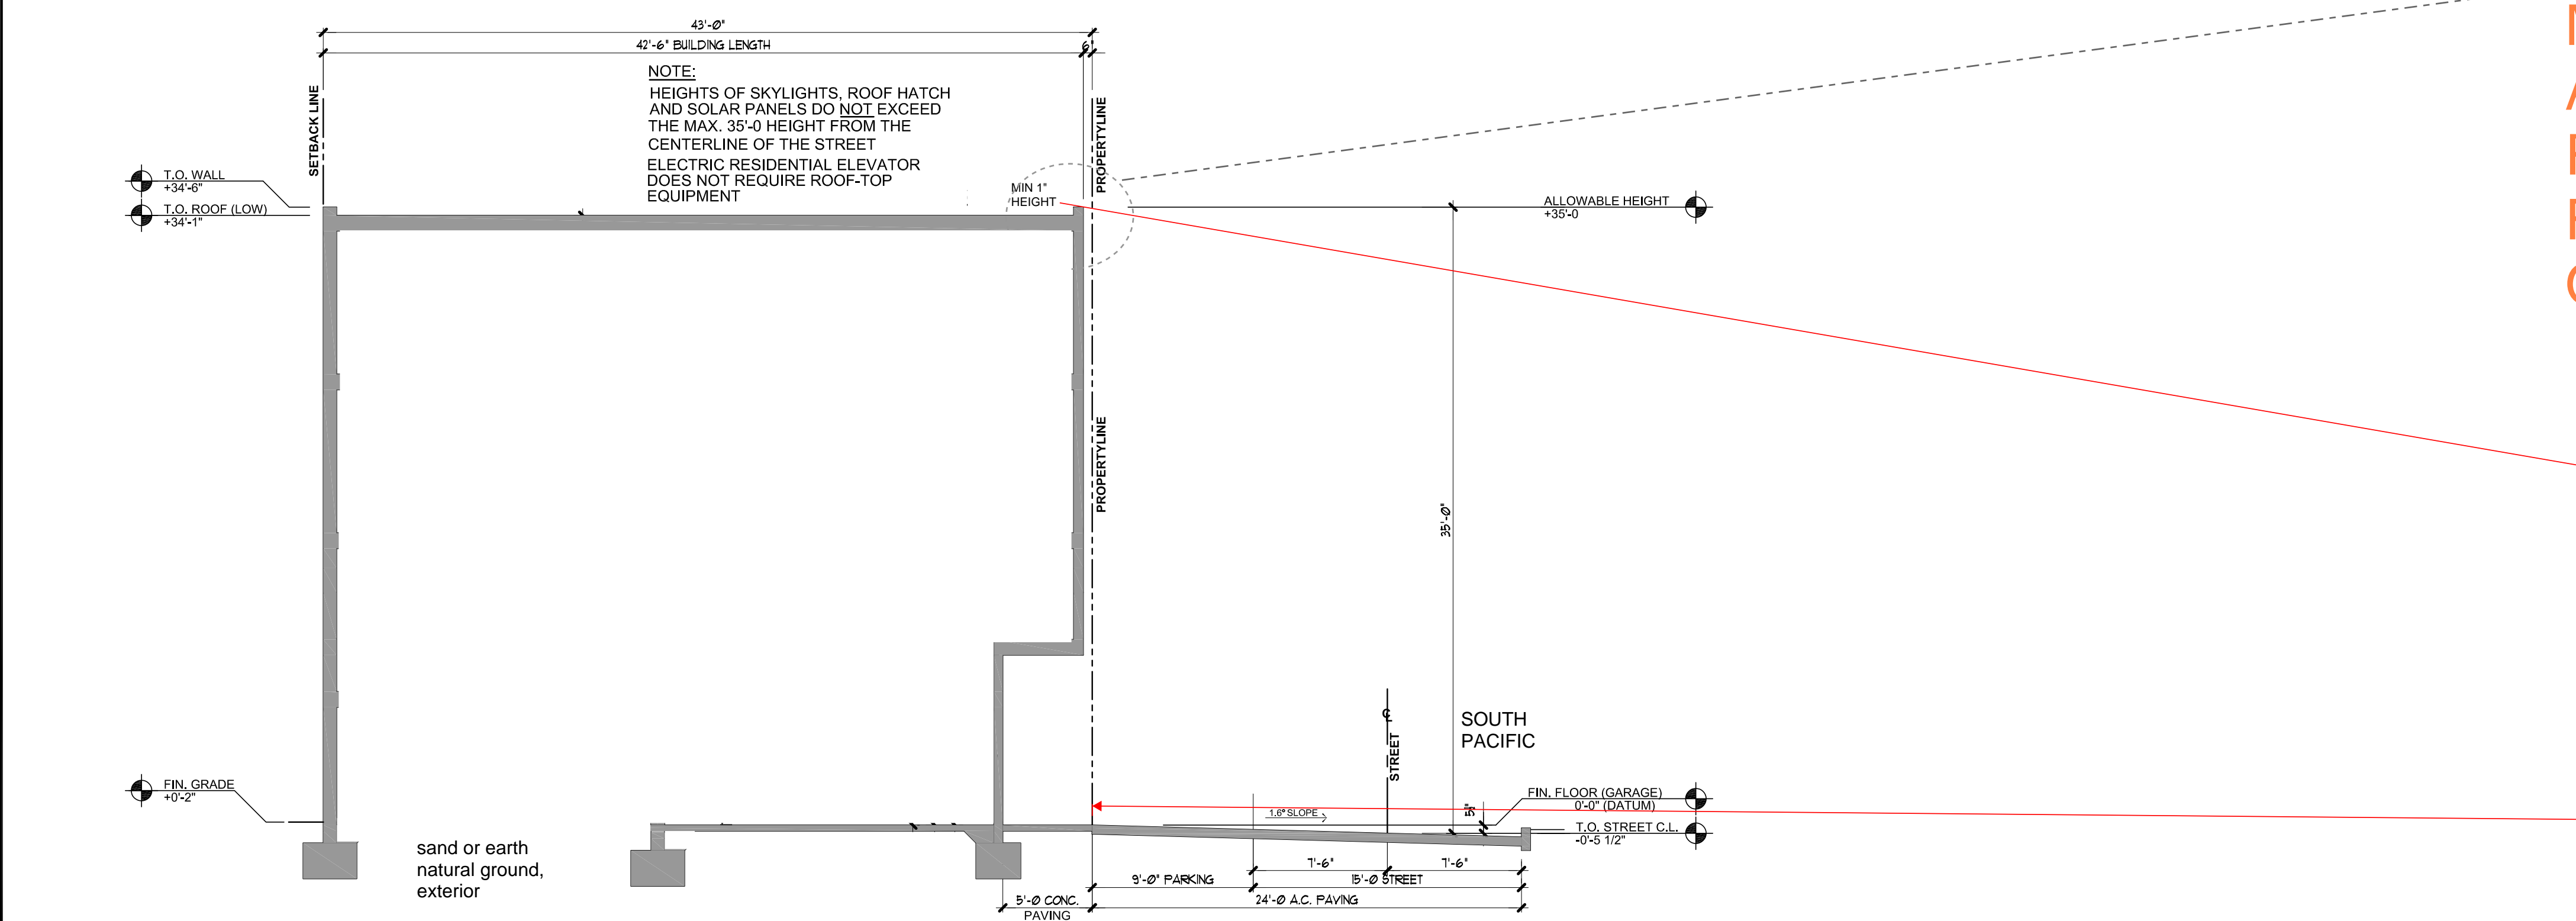 43'-0"
42'-6" BUILDING LENGTH
6"
NOTE:
HEIGHTS OF SKYLIGHTS, ROOF HATCH
AND SOLAR PANELS DO NOT EXCEED
THE MAX. 35'-0 HEIGHT FROM THE
CENTERLINE OF THE STREET
ELECTRIC RESIDENTIAL ELEVATOR
DOES NOT REQUIRE ROOF-TOP
EQUIPMENT
SETBACK LINE
PROPERTYLINE
T.O. WALL
+34'-6"
T.O. ROOF (LOW)
+34'-1"
MIN 1"
HEIGHT
ALLOWABLE HEIGHT
+35'-0
PROPERTYLINE
35'-0"
℄
STREET
SOUTH
PACIFIC
FIN. GRADE
+0'-2"
FIN. FLOOR (GARAGE)
0'-0" (DATUM)
1.6° SLOPE
T.O. STREET C.L.
-0'-5 1/2"
sand or earth
natural ground,
exterior
7'-6"
7'-6"
9'-0" PARKING
15'-0 STREET
5'-0 CONC.
PAVING
24'-0 A.C. PAVING